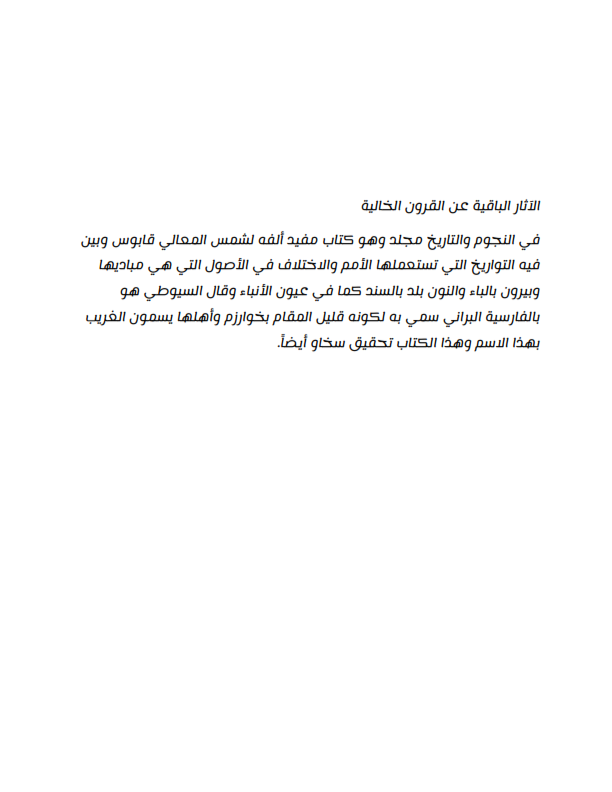 الآثار الباقية عن القرون الخالية
في النجوم والتاريخ مجلد وهو كتاب مفيد ألفه لشمس المعالي قابوس وبين
فيه التواريخ التي تستعملها الأمم والاختلاف في الأصول التي هي مباديها
وبيرون بالباء والنون بلد بالسند كما في عيون الأنباء وقال السيوطي هو
بالفارسية البراني سمي به لكونه قليل المقام بخوارزم وأهلها يسمون الغريب
بهذا الاسم وهذا الكتاب تحقيق سخاو أيضاً.